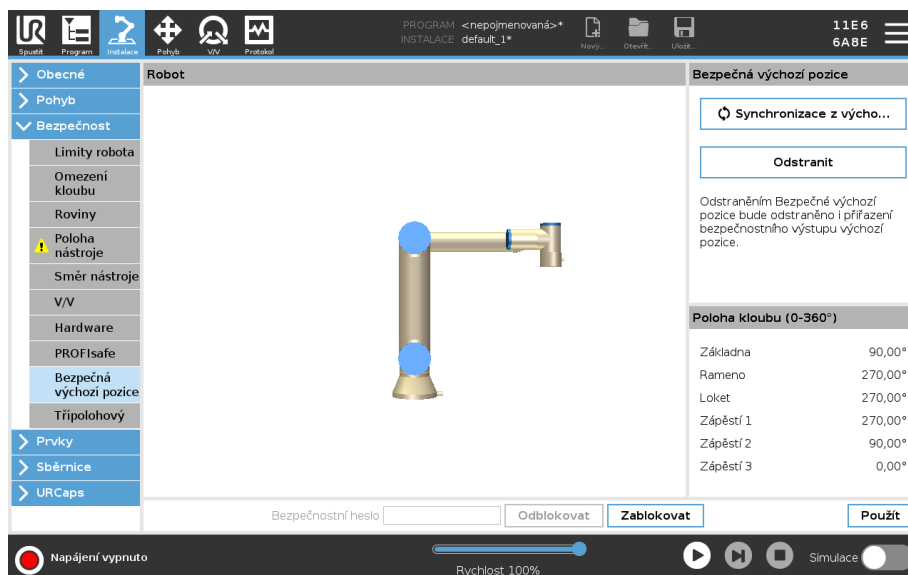 PROGRAM <nepojmenovaná>*
INSTALACE default_1*
11E6
6A8E
Spustit Program Instalace Pohyb V/V Protokol Nový... Otevřít... Uložit...
Obecné
Pohyb
Bezpečnost
Limity robota
Omezení
kloubu
Roviny
Poloha
nástroje
Směr nástroje
V/V
Hardware
PROFIsafe
Bezpečná
výchozí pozice
Třípolohový
Prvky
Sběrnice
URCaps
Robot
Bezpečná výchozí pozice
Synchronizace z výcho...
Odstranit
Odstraněním Bezpečné výchozí
pozice bude odstraněno i přiřazení
bezpečnostního výstupu výchozí
pozice.
Poloha kloubu (0-360°)
Základna 90,00°
Rameno 270,00°
Loket 270,00°
Zápěstí 1 270,00°
Zápěstí 2 90,00°
Zápěstí 3 0,00°
Bezpečnostní heslo Odblokovat Zablokovat Použít
Napájení vypnuto
Rychlost 100%
Simulace